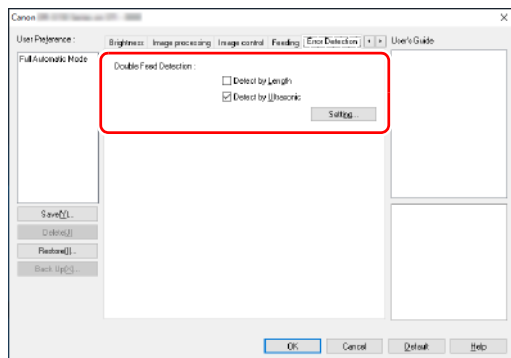 Canon
User Preference :
Full Automatic Mode
Save[Y]...
Delete[J]
Restore[I]...
Back Up[K]...
Brightness Image processing Image control Feeding Error Detection
Double Feed Detection :
Detect by Length
Detect by Ultrasonic
Setting...
User's Guide
OK Cancel Default Help